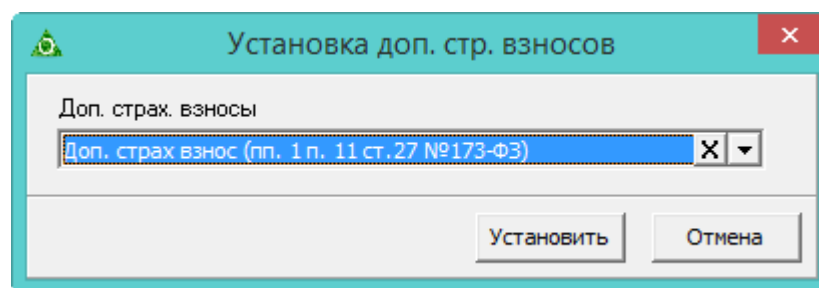 Установка доп. стр. взносов
Доп. страх. взносы
Доп. страх взнос (пп. 1 п. 11 ст.27 №173-ФЗ)
Установить Отмена